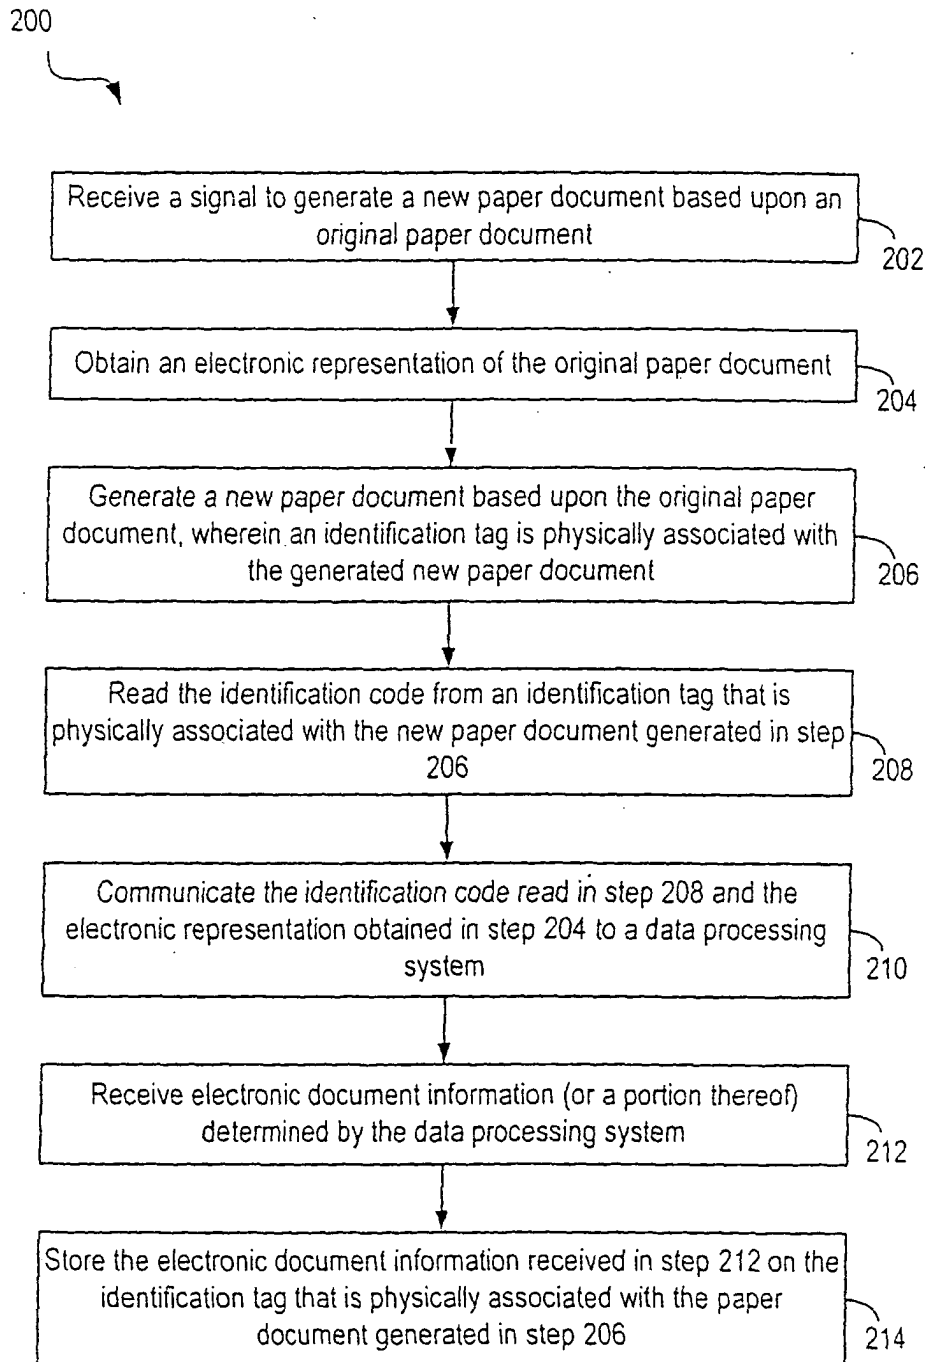 200
Receive a signal to generate a new paper document based upon an
original paper document
202
Obtain an electronic representation of the original paper document
204
Generate a new paper document based upon the original paper
document, wherein an identification tag is physically associated with
the generated new paper document
206
Read the identification code from an identification tag that is
physically associated with the new paper document generated in step
206
208
Communicate the identification code read in step 208 and the
electronic representation obtained in step 204 to a data processing
system
210
Receive electronic document information (or a portion thereof)
determined by the data processing system
212
Store the electronic document information received in step 212 on the
identification tag that is physically associated with the paper
document generated in step 206
214